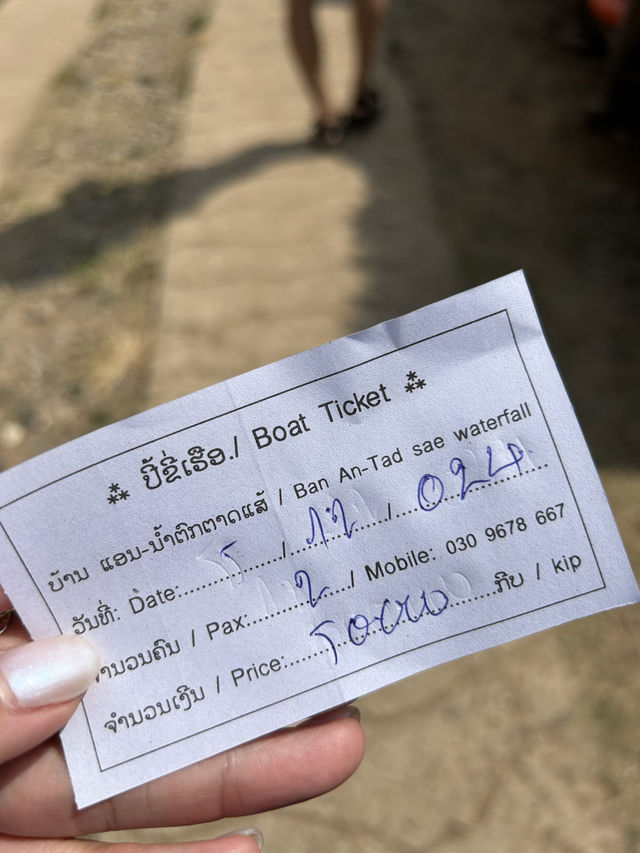 ⁂ ປີ້ຂີ່ເຮືອ./ Boat Ticket ⁂
ບ້ານ ແອນ-ນ້ຳຕົກຕາດແສ້ / Ban An-Tad sae waterfall
ວັນທີ: Date:......5....../...12....../...024......
ຈຳນວນຄົນ / Pax:......2....../ Mobile: 030 9678 667
ຈຳນວນເງິນ / Price:.................ກີບ / kip